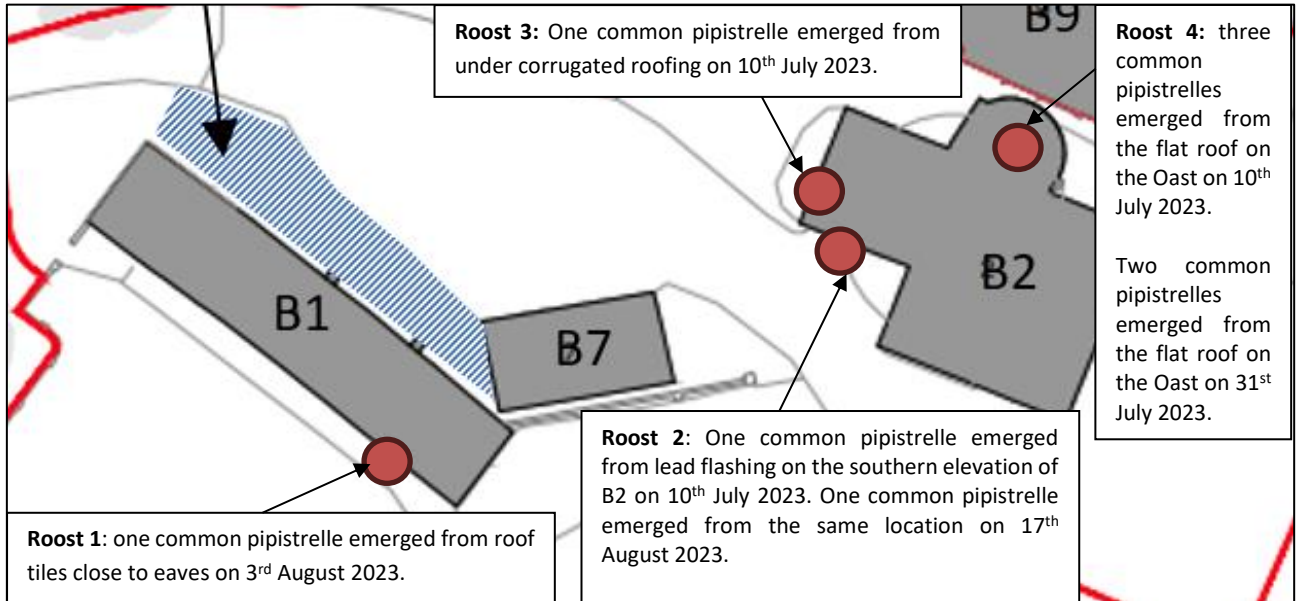 Roost 3: One common pipistrelle emerged from
under corrugated roofing on 10th July 2023.
B9
Roost 4: three
common
pipistrelles
emerged from
the flat roof on
the Oast on 10th
July 2023.
Two common
pipistrelles
emerged from
the flat roof on
the Oast on 31st
July 2023.
B1
B7
B2
Roost 2: One common pipistrelle emerged
from lead flashing on the southern elevation of
B2 on 10th July 2023. One common pipistrelle
emerged from the same location on 17th
August 2023.
Roost 1: one common pipistrelle emerged from roof
tiles close to eaves on 3rd August 2023.